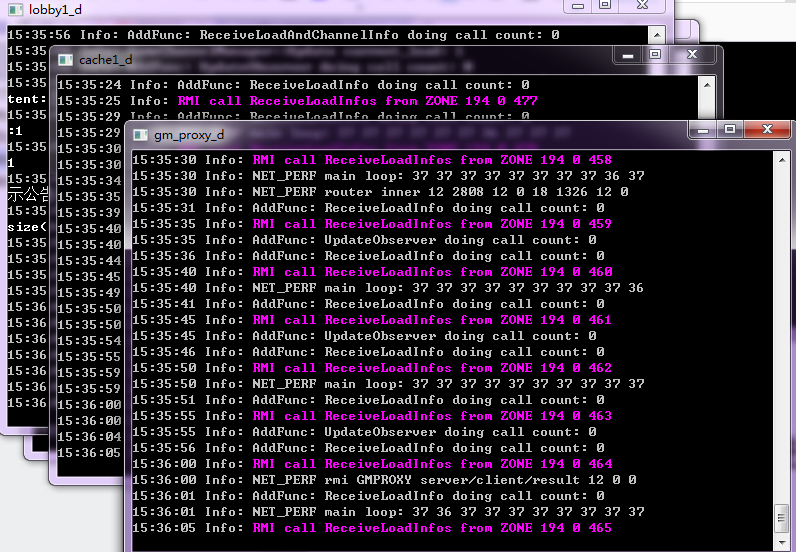 lobby1_d
15:35:56 Info: AddFunc: ReceiveLoadAndChannelInfo doing call count: 0
15:35
15:35
15:35
tent:
15:35
:1
15:35
1
15:35
示公告
15:35
size(
15:35
15:35
15:35
15:35
15:36
15:36
15:36
15:36
15:36
cache1_d
15:35:24 Info: AddFunc: ReceiveLoadInfo doing call count: 0
15:35:25 Info: RMI call ReceiveLoadInfos from ZONE 194 0 477
15:35:29 Info: AddFunc: ReceiveLoadInfo doing call count: 0
15:35:29
15:35:30
15:35:30
15:35:34
15:35:35
15:35:39
15:35:40
15:35:40
15:35:44
15:35:45
15:35:49
15:35:50
15:35:50
15:35:54
15:35:55
15:35:59
15:35:59
15:36:00
15:36:00
15:36:04
15:36:05
gm_proxy_d
15:35:30 Info: RMI call ReceiveLoadInfos from ZONE 194 0 458
15:35:30 Info: NET_PERF main loop: 37 37 37 37 37 37 37 37 36 37
15:35:30 Info: NET_PERF router inner 12 2808 12 0 18 1326 12 0
15:35:31 Info: AddFunc: ReceiveLoadInfo doing call count: 0
15:35:35 Info: RMI call ReceiveLoadInfos from ZONE 194 0 459
15:35:35 Info: AddFunc: UpdateObserver doing call count: 0
15:35:36 Info: AddFunc: ReceiveLoadInfo doing call count: 0
15:35:40 Info: RMI call ReceiveLoadInfos from ZONE 194 0 460
15:35:40 Info: NET_PERF main loop: 37 37 37 37 37 37 37 37 37 36
15:35:41 Info: AddFunc: ReceiveLoadInfo doing call count: 0
15:35:45 Info: RMI call ReceiveLoadInfos from ZONE 194 0 461
15:35:45 Info: AddFunc: UpdateObserver doing call count: 0
15:35:46 Info: AddFunc: ReceiveLoadInfo doing call count: 0
15:35:50 Info: RMI call ReceiveLoadInfos from ZONE 194 0 462
15:35:50 Info: NET_PERF main loop: 37 37 37 37 37 37 37 37 37 37
15:35:51 Info: AddFunc: ReceiveLoadInfo doing call count: 0
15:35:55 Info: RMI call ReceiveLoadInfos from ZONE 194 0 463
15:35:55 Info: AddFunc: UpdateObserver doing call count: 0
15:35:56 Info: AddFunc: ReceiveLoadInfo doing call count: 0
15:36:00 Info: RMI call ReceiveLoadInfos from ZONE 194 0 464
15:36:00 Info: NET_PERF rmi GMPROXY server/client/result 12 0 0
15:36:01 Info: AddFunc: ReceiveLoadInfo doing call count: 0
15:36:01 Info: NET_PERF main loop: 37 36 37 37 37 37 37 37 37 37
15:36:05 Info: RMI call ReceiveLoadInfos from ZONE 194 0 465